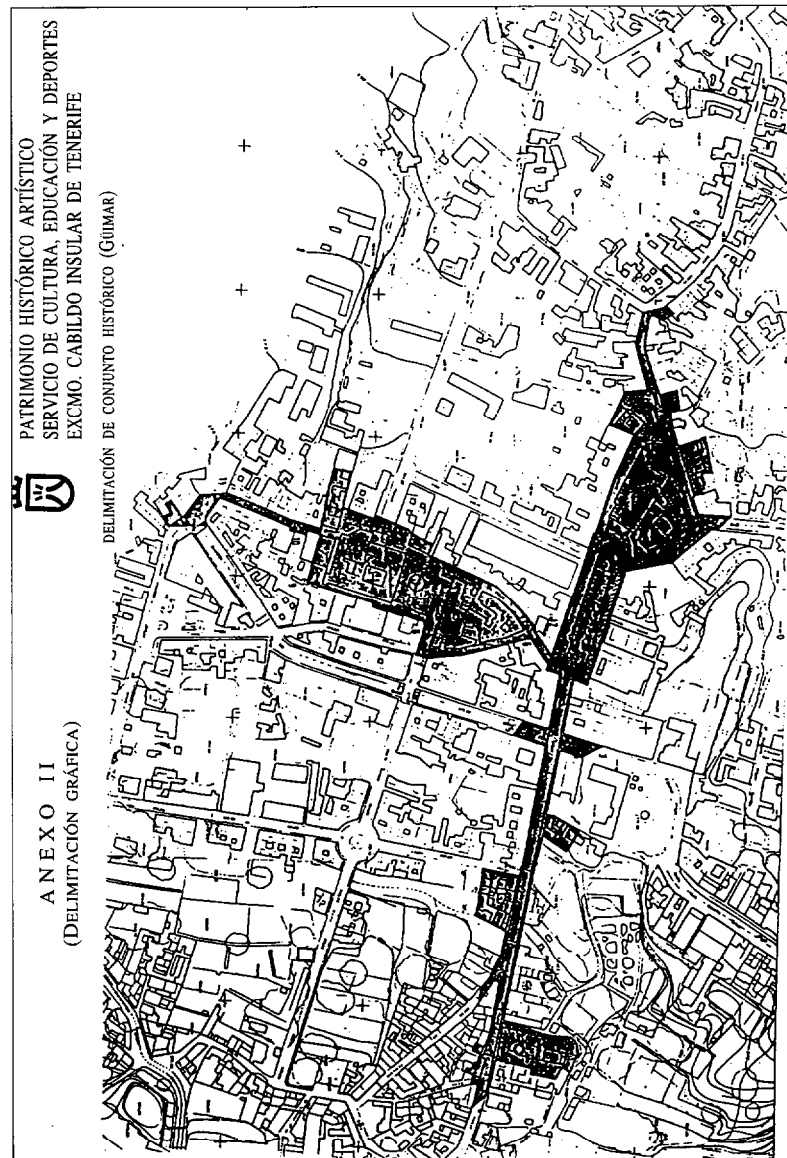 ANEXO II
(DELIMITACIÓN GRÁFICA)
PATRIMONIO HISTÓRICO ARTÍSTICO
SERVICIO DE CULTURA, EDUCACIÓN Y DEPORTES
EXCMO. CABILDO INSULAR DE TENERIFE
DELIMITACIÓN DE CONJUNTO HISTÓRICO (GÜIMAR)